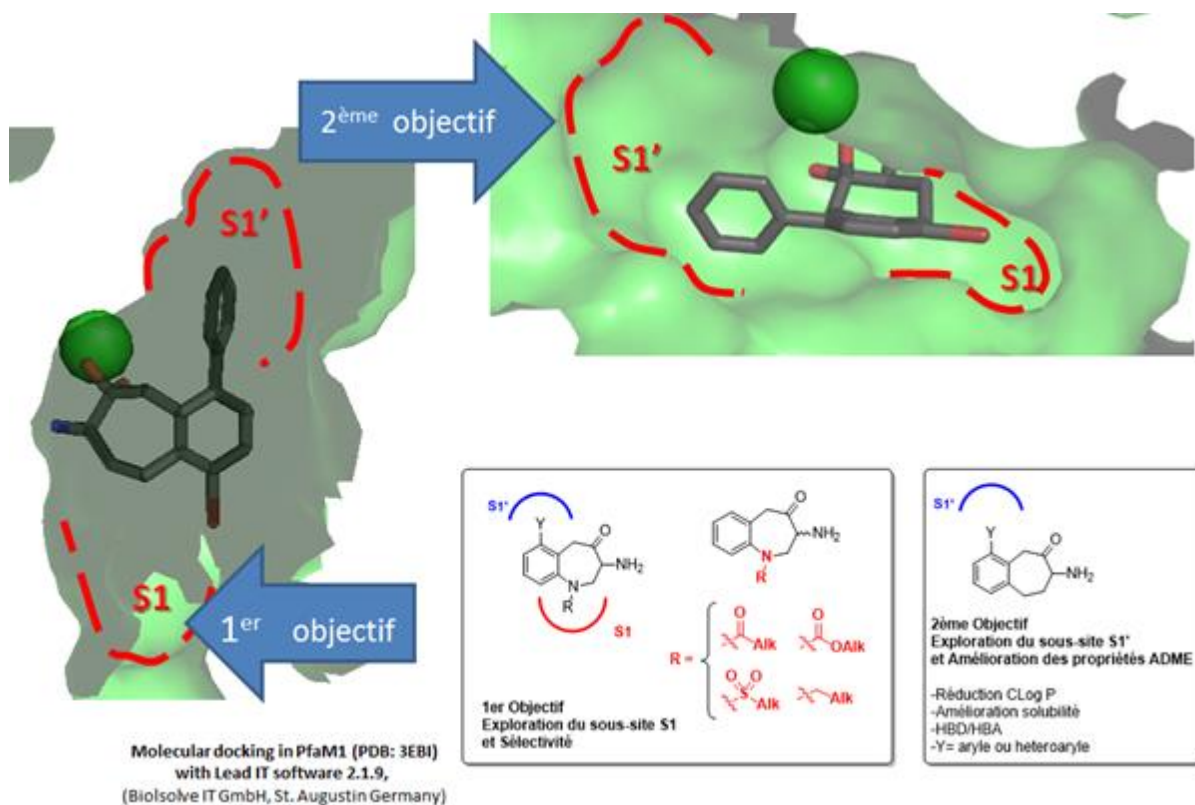 2ème objectif
S1'
S1
S1'
S1
1er objectif
Molecular docking in PfaM1 (PDB: 3EBI)
with Lead IT software 2.1.9,
(Biolsolve IT GmbH, St. Augustin Germany)
S1'
Y
O
NH2
N
R
S1
O
NH2
N
R
R =
O
Alk
O
OAlk
O O
S
Alk
Alk
1er Objectif
Exploration du sous-site S1
et Sélectivité
S1'
Y
O
NH2
2ème Objectif
Exploration du sous-site S1'
et Amélioration des propriétés ADME
-Réduction CLog P
-Amélioration solubilité
-HBD/HBA
-Y= aryle ou heteroaryle